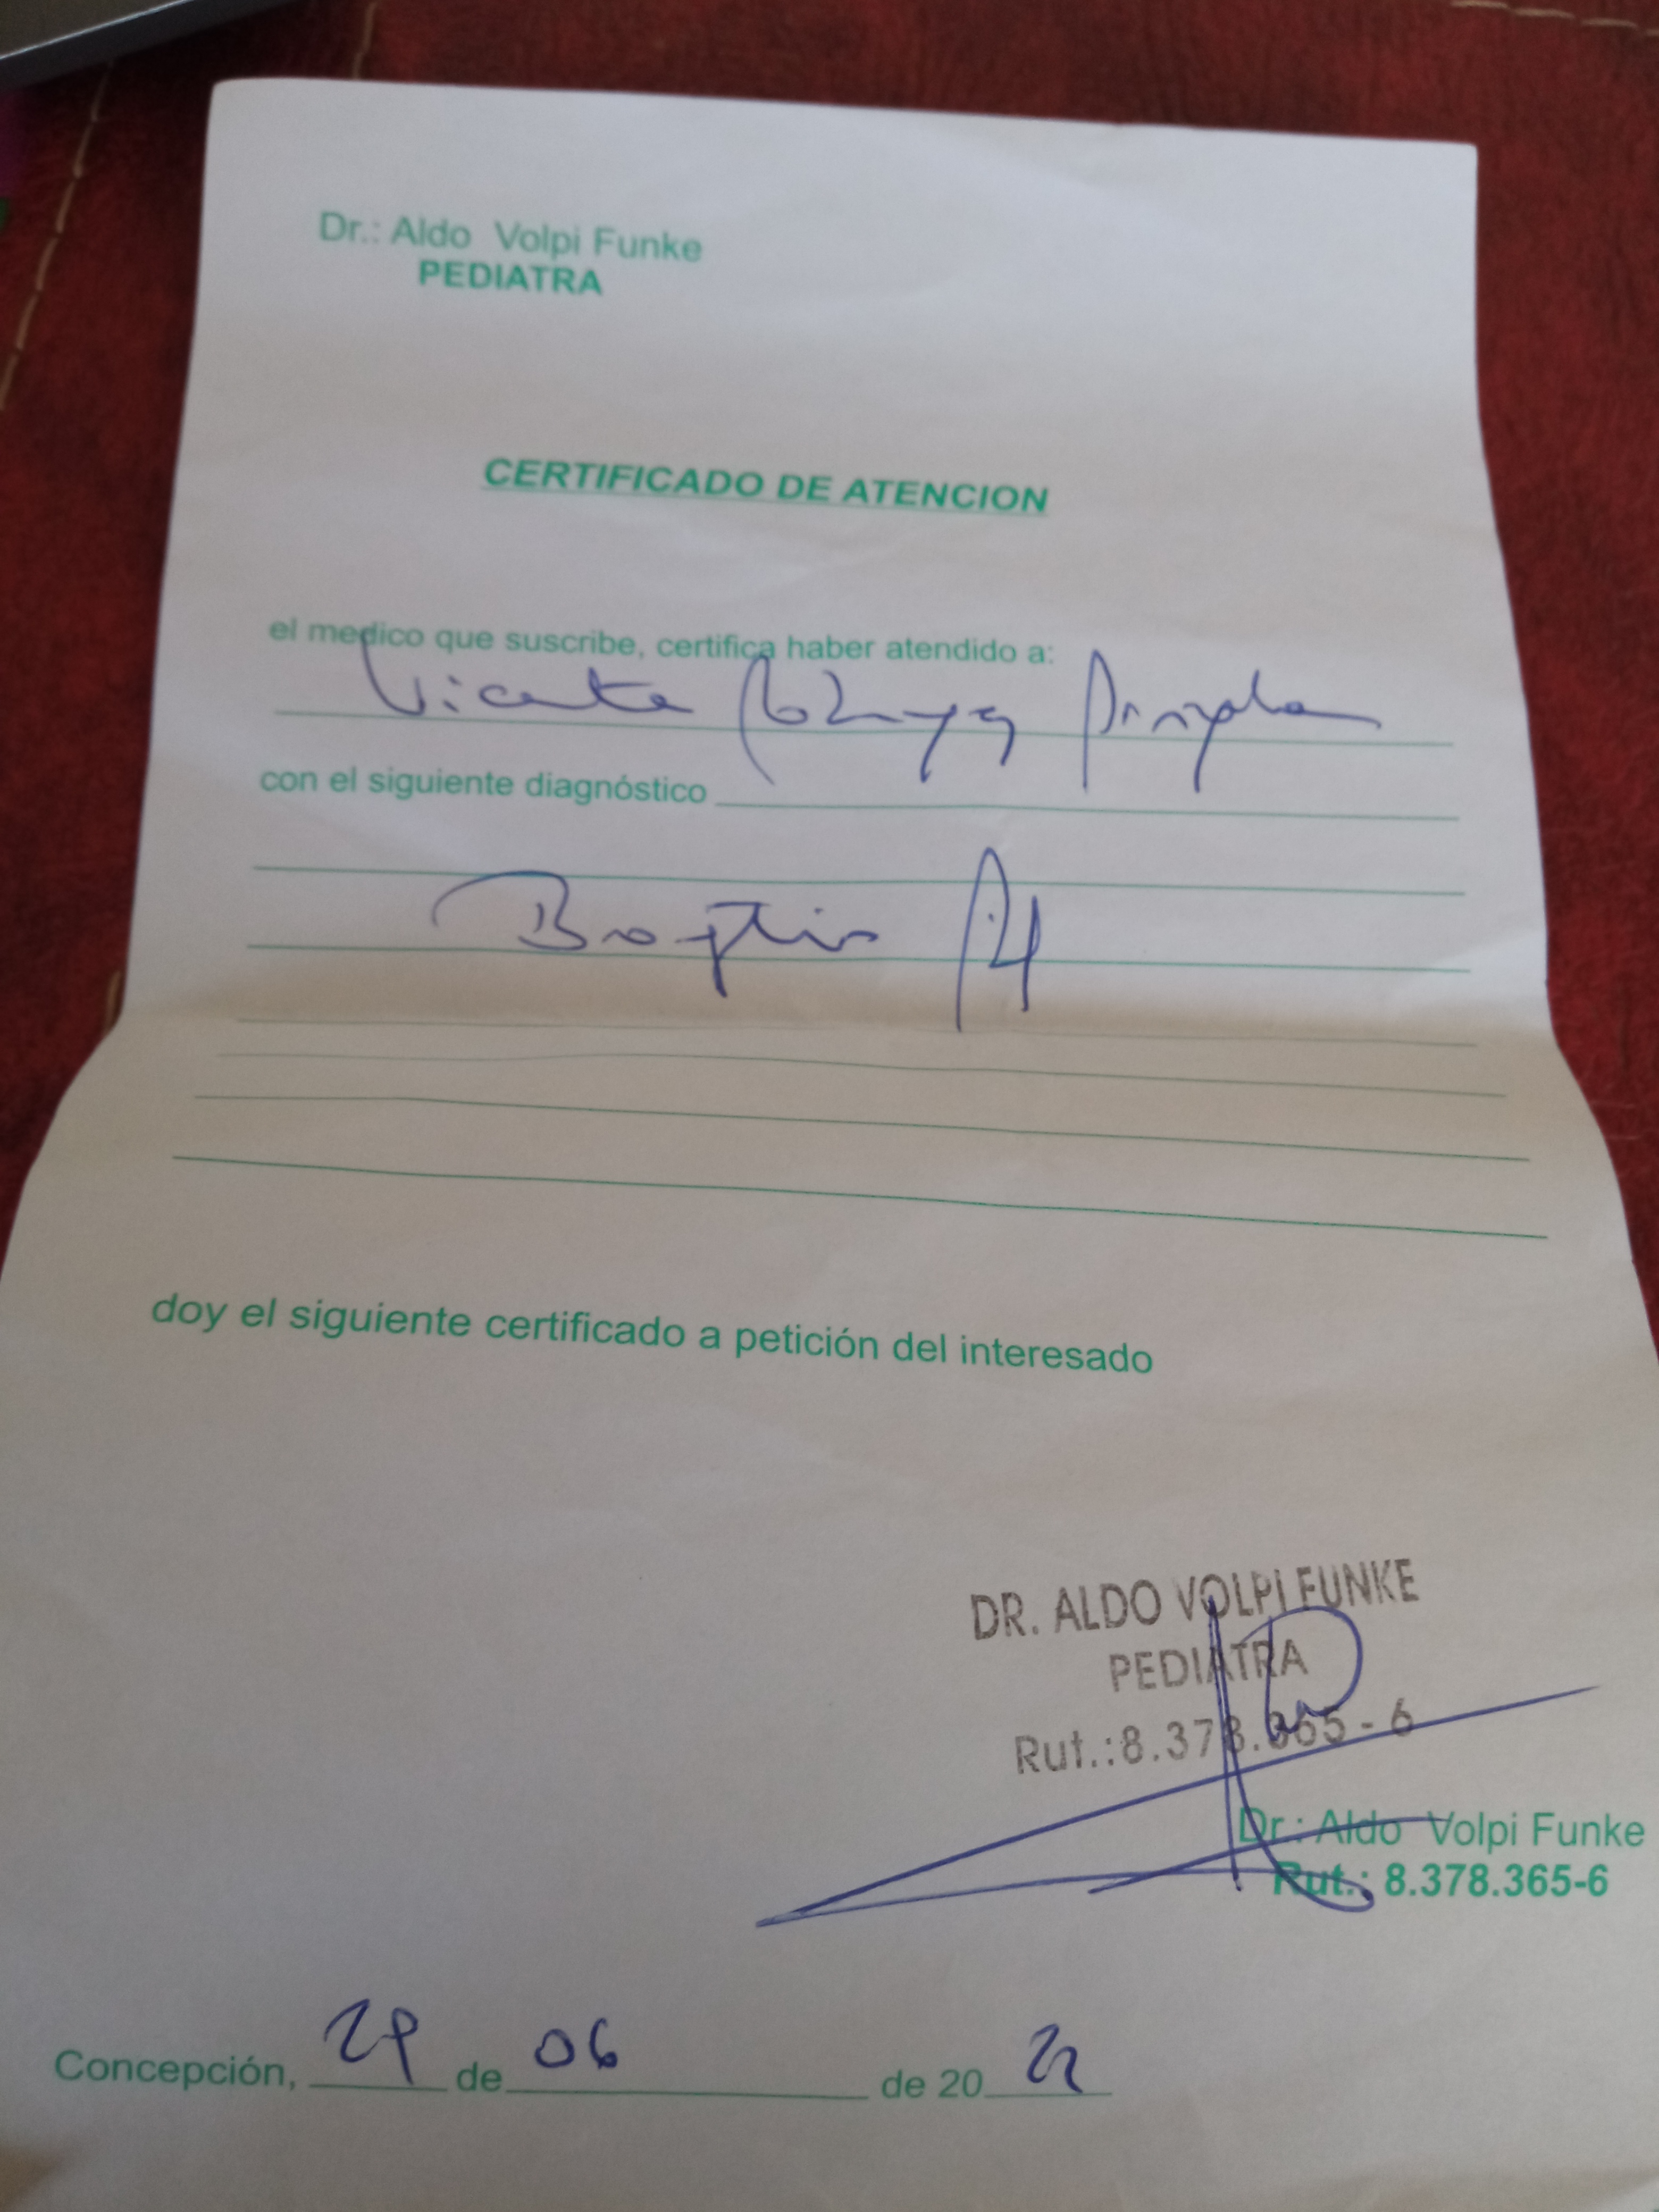 Dr.: Aldo Volpi Funke
PEDIATRA
CERTIFICADO DE ATENCION
el medico que suscribe, certifica haber atendido a:
Vicente
con el siguiente diagnóstico
doy el siguiente certificado a petición del interesado
DR. ALDO VOLPI FUNKE
PEDIATRA
Rut.:8.378.365-6
Dr.: Aldo Volpi Funke
Rut.: 8.378.365-6
Concepción, 29 de 06 de 20 22